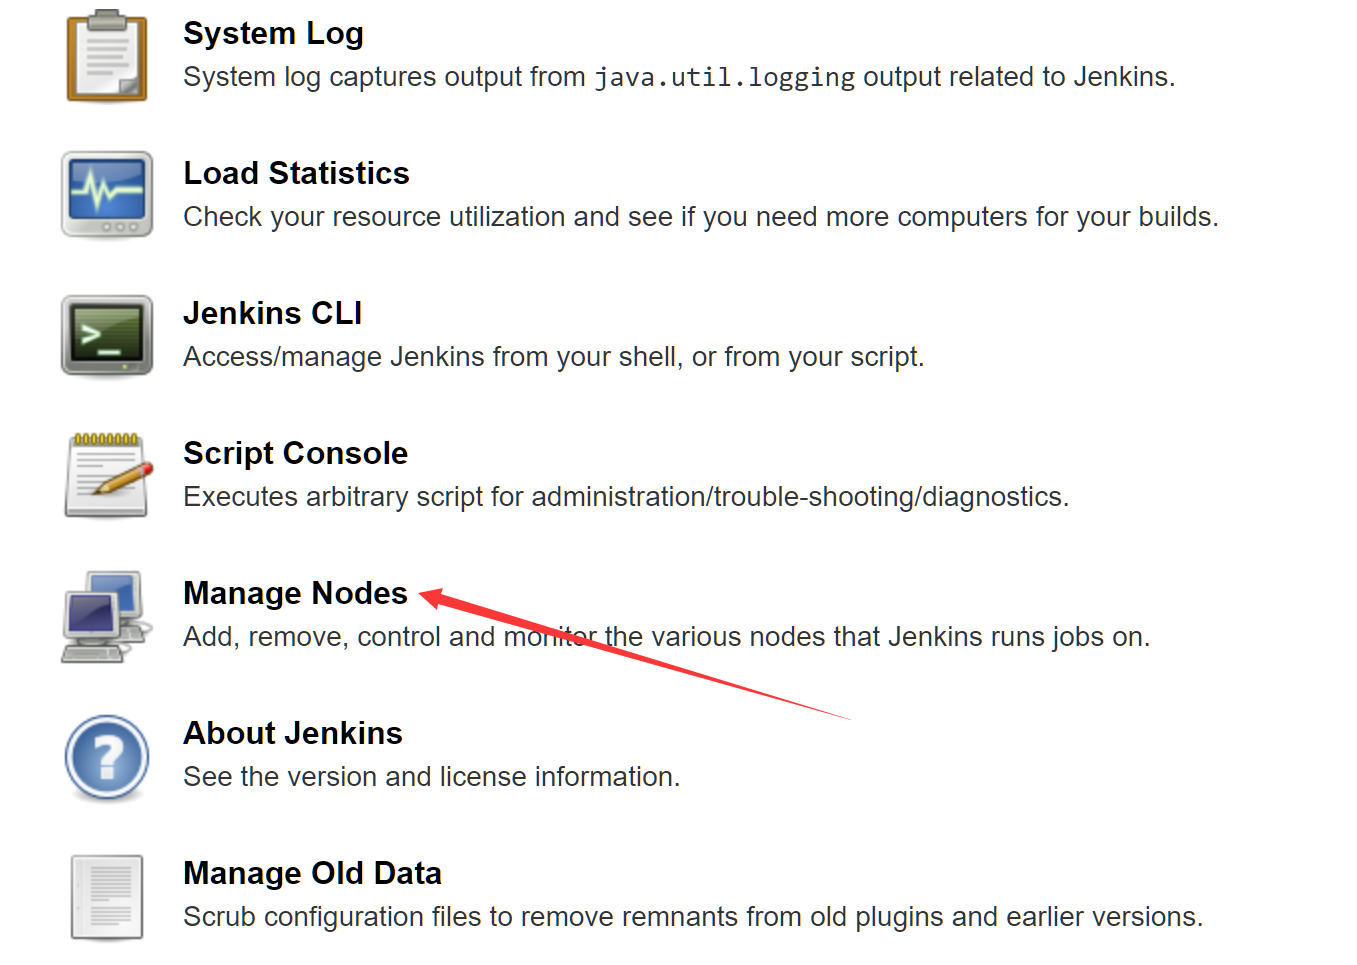 System Log
System log captures output from java.util.logging output related to Jenkins.
Load Statistics
Check your resource utilization and see if you need more computers for your builds.
Jenkins CLI
Access/manage Jenkins from your shell, or from your script.
Script Console
Executes arbitrary script for administration/trouble-shooting/diagnostics.
Manage Nodes
Add, remove, control and monitor the various nodes that Jenkins runs jobs on.
About Jenkins
See the version and license information.
Manage Old Data
Scrub configuration files to remove remnants from old plugins and earlier versions.